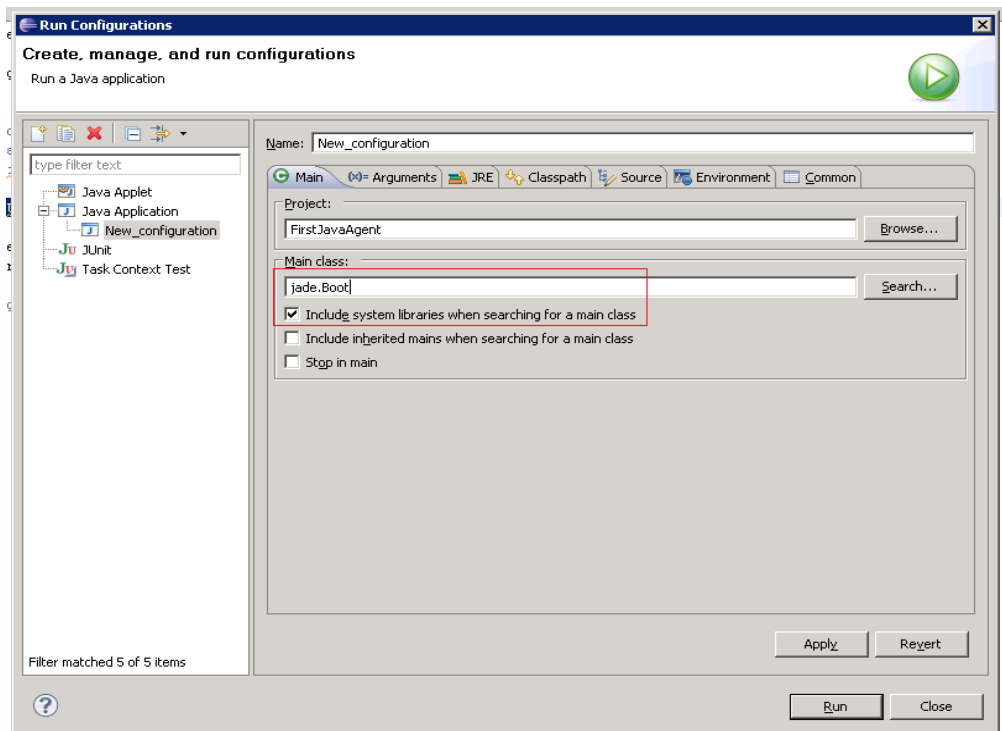 Run Configurations
Create, manage, and run configurations
Run a Java application
type filter text
Java Applet
Java Application
New_configuration
JUnit
Task Context Test
Filter matched 5 of 5 items
Name: New_configuration
Main (x)= Arguments JRE Classpath Source Environment Common
Project:
FirstJavaAgent Browse...
Main class:
jade.Boot Search...
Include system libraries when searching for a main class
Include inherited mains when searching for a main class
Stop in main
Apply Revert
Run Close